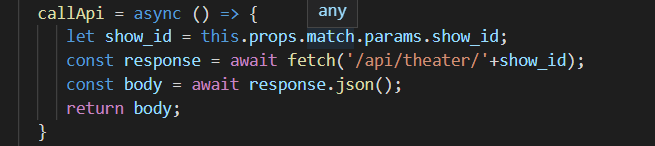 any
callApi = async () => {
let show_id = this.props.match.params.show_id;
const response = await fetch('/api/theater/'+show_id);
const body = await response.json();
return body;
}